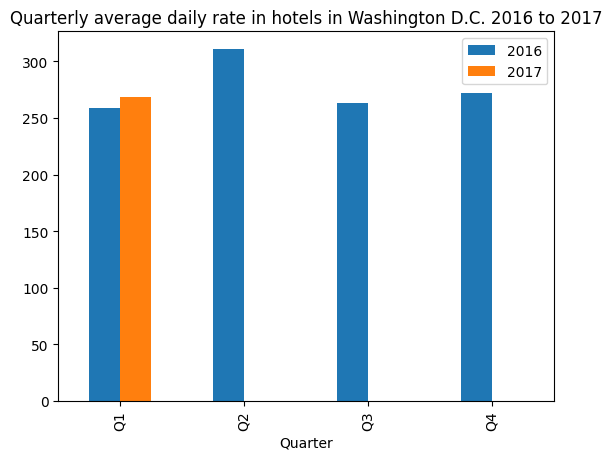 Quarterly average daily rate in hotels in Washington D.C. 2016 to 2017
2016
2017
300
250
200
150
100
50
0
Q1
Q2
Q3
Q4
Quarter